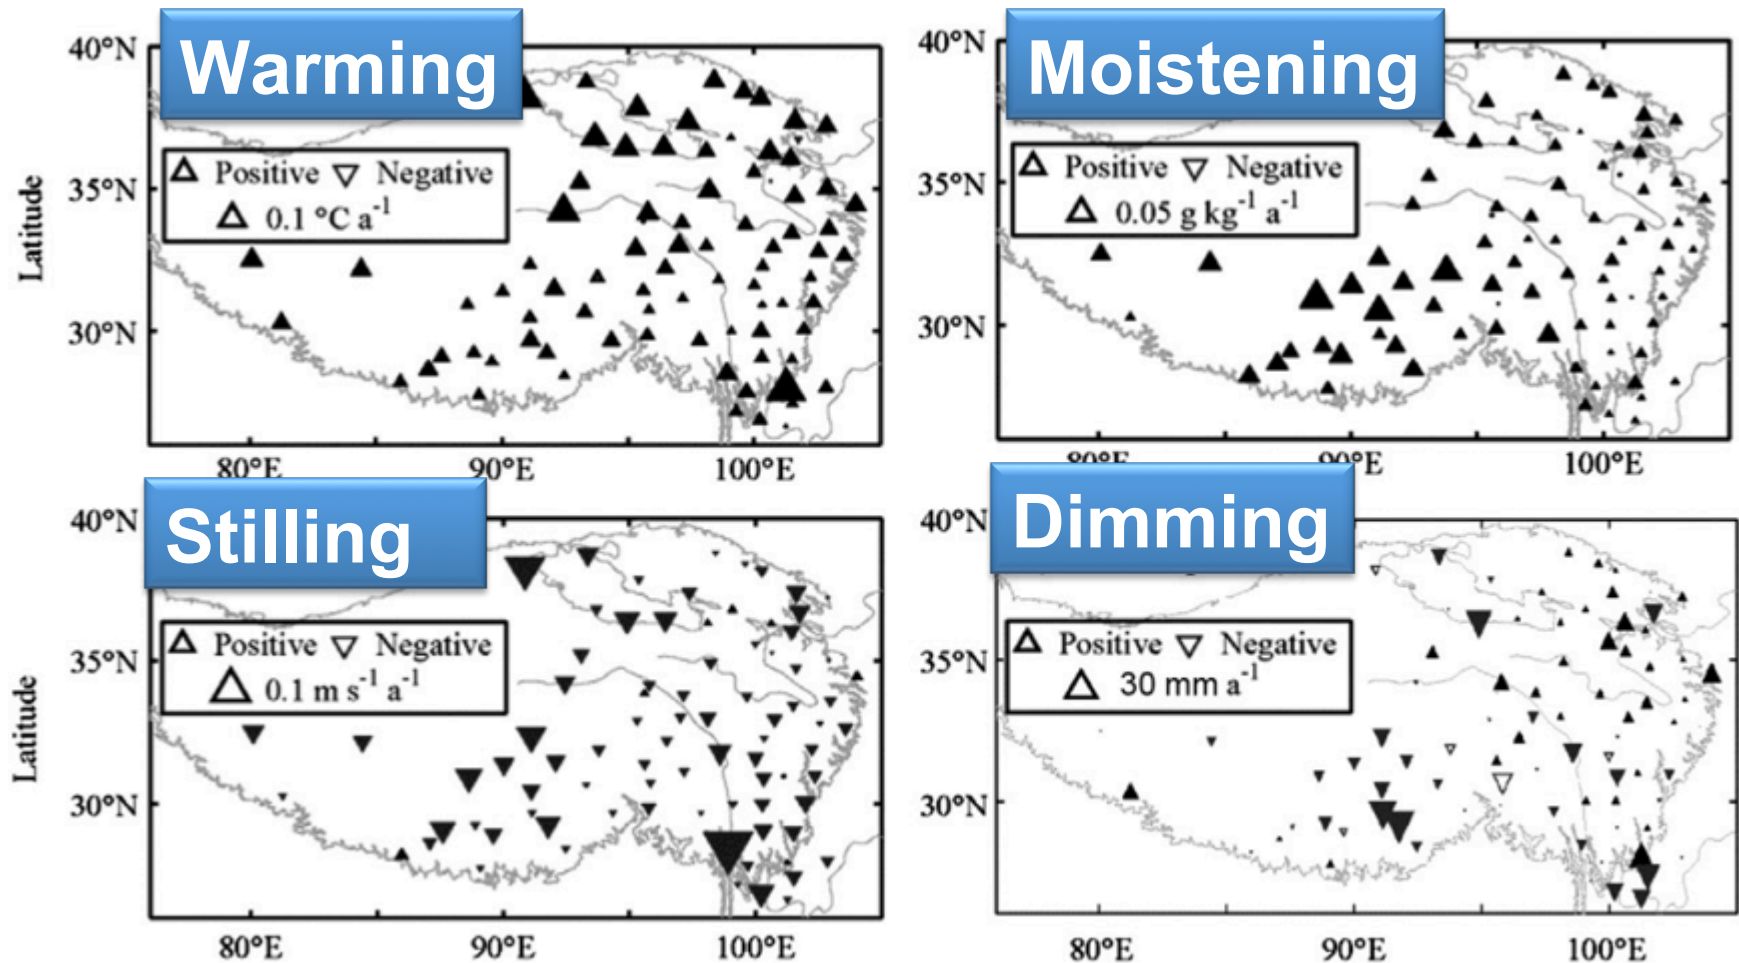 Warming
40°N
35°N
30°N
Latitude
△ Positive ▽ Negative
△ 0.1 °C a⁻¹
80°E 90°E 100°E
Moistening
40°N
35°N
30°N
△ Positive ▽ Negative
△ 0.05 g kg⁻¹ a⁻¹
80°E 90°E 100°E
Stilling
40°N
35°N
30°N
Latitude
△ Positive ▽ Negative
△ 0.1 m s⁻¹ a⁻¹
80°E 90°E 100°E
Dimming
40°N
35°N
30°N
△ Positive ▽ Negative
△ 30 mm a⁻¹
80°E 90°E 100°E